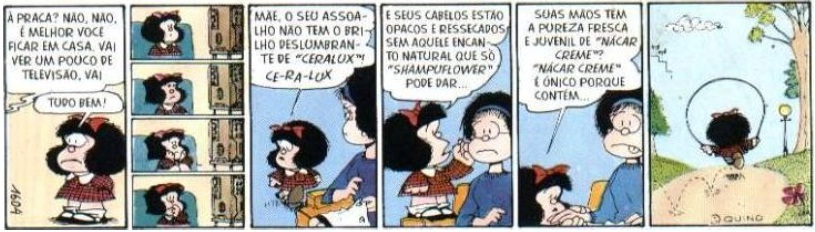 À PRACA? NÃO, NÃO,
É MELHOR VOCÊ
FICAR EM CASA. VAI
VER UM POUCO DE
TELEVISÃO, VAI
TUDO BEM!
1604
MÃE, O SEU ASSOA-
LHO NÃO TEM O BRI-
LHO DESLUMBRAN-
TE DE "CERALUX"!
CE-RA-LUX
E SEUS CABELOS ESTÃO
OPACOS E RESSECADOS
SEM AQUELE ENCAN-
TO NATURAL QUE SÓ
"SHAMPUFLOWER"
PODE DAR...
SUAS MÃOS TEM
A PUREZA FRESCA
E JUVENIL DE "NÁCAR
CREME"?
"NÁCAR CREME"
É ÚNICO PORQUE
CONTÉM...
QUINO